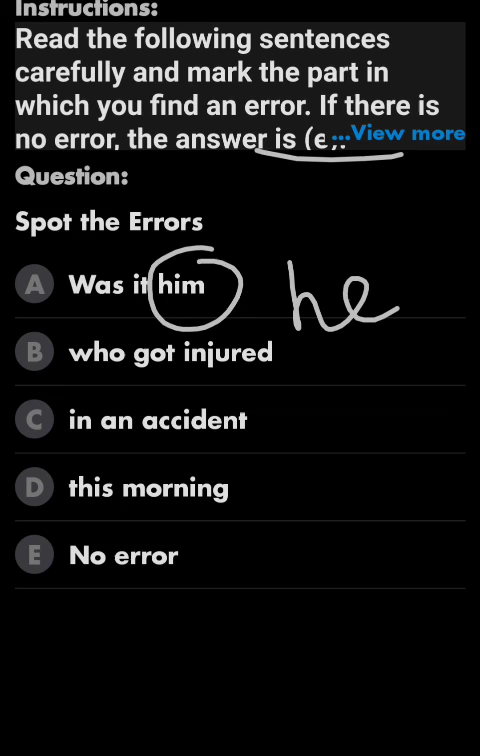 Instructions:
Read the following sentences
carefully and mark the part in
which you find an error. If there is
no error, the answer is (e). ...View more
Question:
Spot the Errors
A Was it him he
B who got injured
C in an accident
D this morning
E No error